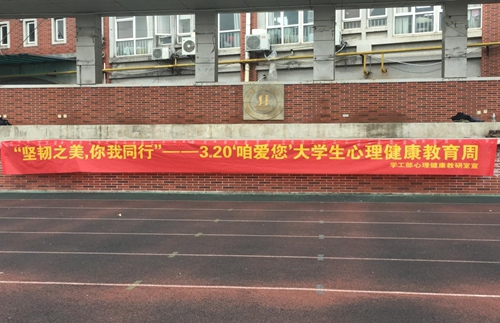 “坚韧之美,你我同行”——3.20‘咱爱您’大学生心理健康教育周
学工部心理健康教研室宣